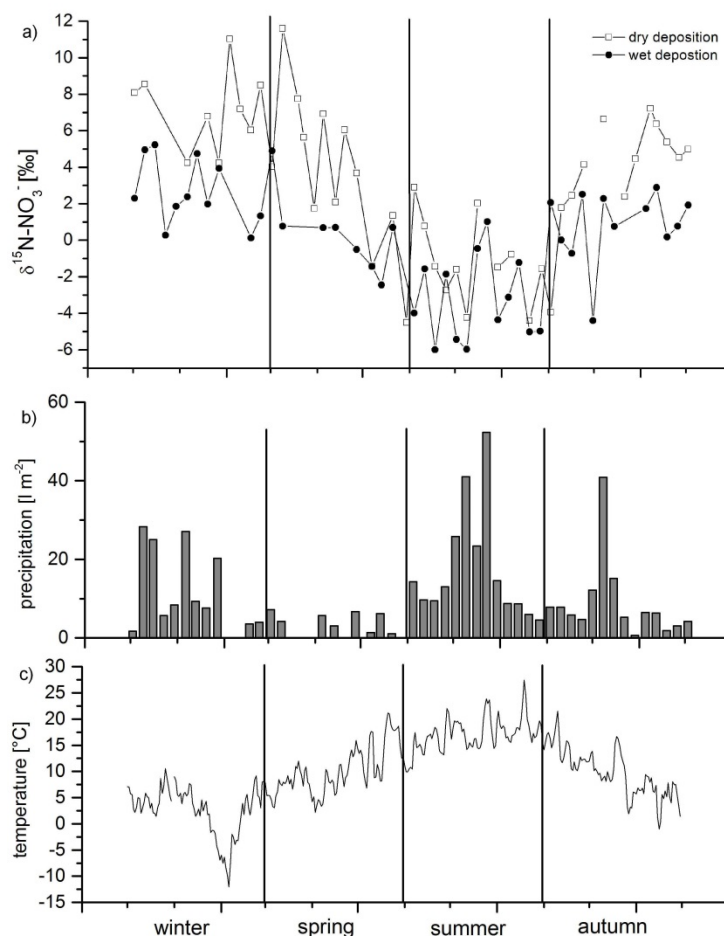 a)
δ¹⁵N-NO₃⁻ [‰]
12
10
8
6
4
2
0
-2
-4
-6
dry deposition
wet depostion
b)
precipitation [l m⁻²]
60
40
20
0
c)
temperature [°C]
30
25
20
15
10
5
0
-5
-10
-15
winter spring summer autumn